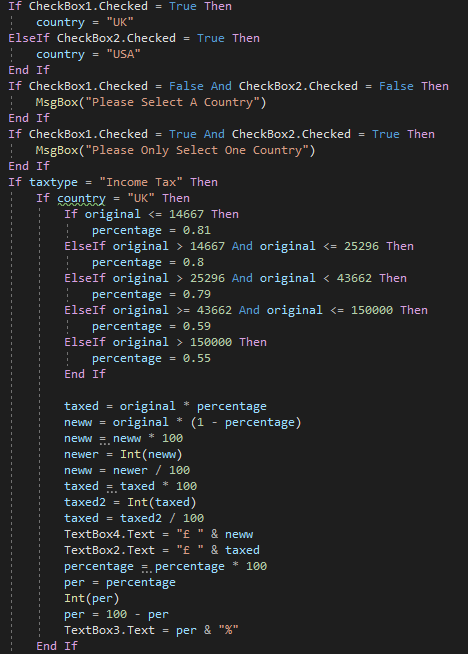 If CheckBox1.Checked = True Then
country = "UK"
ElseIf CheckBox2.Checked = True Then
country = "USA"
End If
If CheckBox1.Checked = False And CheckBox2.Checked = False Then
MsgBox("Please Select A Country")
End If
If CheckBox1.Checked = True And CheckBox2.Checked = True Then
MsgBox("Please Only Select One Country")
End If
If taxtype = "Income Tax" Then
If country = "UK" Then
If original <= 14667 Then
percentage = 0.81
ElseIf original > 14667 And original <= 25296 Then
percentage = 0.8
ElseIf original > 25296 And original < 43662 Then
percentage = 0.79
ElseIf original >= 43662 And original <= 150000 Then
percentage = 0.59
ElseIf original > 150000 Then
percentage = 0.55
End If
taxed = original * percentage
neww = original * (1 - percentage)
neww = neww * 100
newer = Int(neww)
neww = newer / 100
taxed = taxed * 100
taxed2 = Int(taxed)
taxed = taxed2 / 100
TextBox4.Text = "£ " & neww
TextBox2.Text = "£ " & taxed
percentage = percentage * 100
per = percentage
Int(per)
per = 100 - per
TextBox3.Text = per & "%"
End If